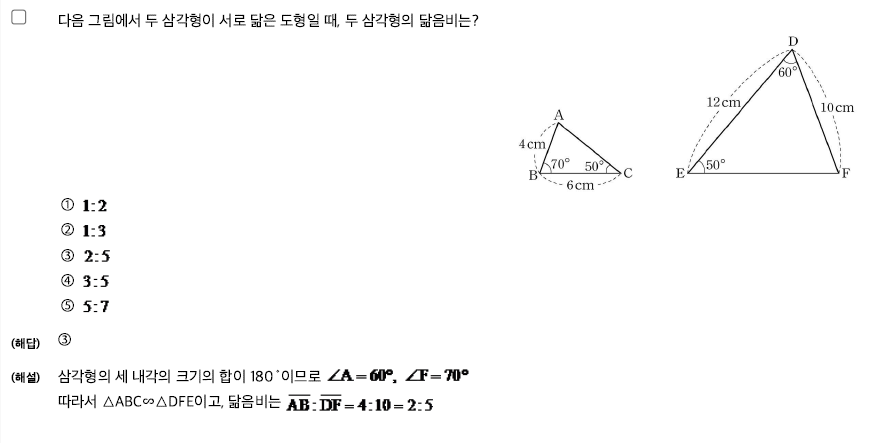 다음 그림에서 두 삼각형이 서로 닮은 도형일 때, 두 삼각형의 닮음비는?
D
60°
12cm
10cm
A
4cm
70°
50°
B
C
6cm
E
50°
F
① 1:2
② 1:3
③ 2:5
④ 3:5
⑤ 5:7
(해답) ③
(해설) 삼각형의 세 내각의 크기의 합이 180˚이므로 ∠A=60°, ∠F=70°
따라서 △ABC∽△DFE이고, 닮음비는 A̅B̅:D̅F̅=4:10=2:5